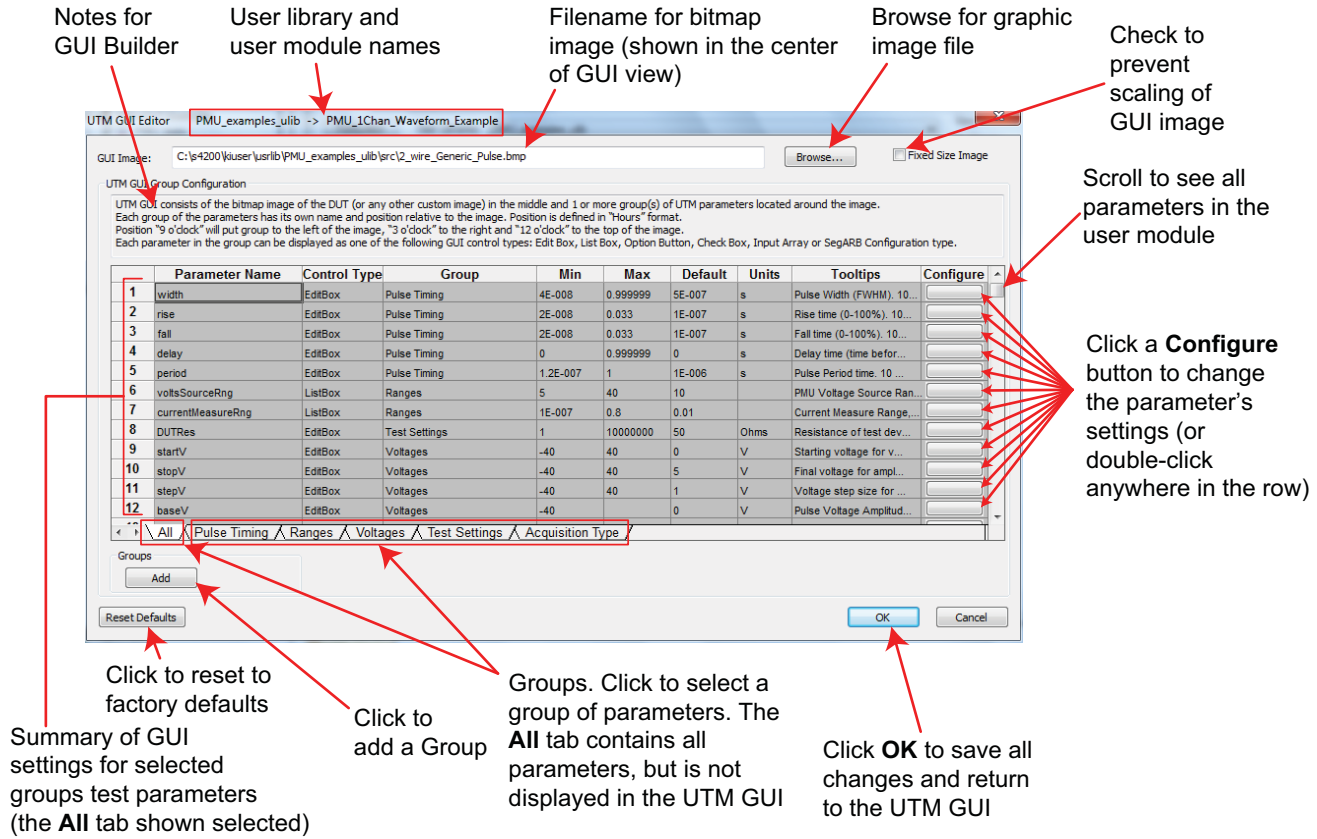 Notes for
GUI Builder
User library and
user module names
Filename for bitmap
image (shown in the center
of GUI view)
Browse for graphic
image file
Check to
prevent
scaling of
GUI image
UTM GUI Editor PMU_examples_ulib -> PMU_1Chan_Waveform_Example
GUI Image: C:\s4200\kiuser\usrlib\PMU_examples_ulib\src\2_wire_Generic_Pulse.bmp Browse... Fixed Size Image
UTM GUI Group Configuration
UTM GUI consists of the bitmap image of the DUT (or any other custom image) in the middle and 1 or more group(s) of UTM parameters located around the image.
Each group of the parameters has its own name and position relative to the image. Position is defined in "Hours" format.
Position "9 o'clock" will put group to the left of the image, "3 o'clock" to the right and "12 o'clock" to the top of the image.
Each parameter in the group can be displayed as one of the following GUI control types: Edit Box, List Box, Option Button, Check Box, Input Array or SegARB Configuration type.
Scroll to see all
parameters in the
user module
Parameter Name Control Type Group Min Max Default Units Tooltips Configure
1 width EditBox Pulse Timing 4E-008 0.999999 5E-007 s Pulse Width (FWHM). 10...
2 rise EditBox Pulse Timing 2E-008 0.033 1E-007 s Rise time (0-100%). 10...
3 fall EditBox Pulse Timing 2E-008 0.033 1E-007 s Fall time (0-100%). 10...
4 delay EditBox Pulse Timing 0 0.999999 0 s Delay time (time befor...
5 period EditBox Pulse Timing 1.2E-007 1 1E-006 s Pulse Period time. 10 ...
6 voltsSourceRng ListBox Ranges 5 40 10 PMU Voltage Source Ran...
7 currentMeasureRng ListBox Ranges 1E-007 0.8 0.01 Current Measure Range,...
8 DUTRes EditBox Test Settings 1 10000000 50 Ohms Resistance of test dev...
9 startV EditBox Voltages -40 40 0 V Starting voltage for v...
10 stopV EditBox Voltages -40 40 5 V Final voltage for ampl...
11 stepV EditBox Voltages -40 40 1 V Voltage step size for ...
12 baseV EditBox Voltages -40 0 V Pulse Voltage Amplitud...
All Pulse Timing Ranges Voltages Test Settings Acquisition Type
Click a Configure
button to change
the parameter's
settings (or
double-click
anywhere in the row)
Groups
Add
Reset Defaults OK Cancel
Click to reset to
factory defaults
Summary of GUI
settings for selected
groups test parameters
(the All tab shown selected)
Click to
add a Group
Groups. Click to select a
group of parameters. The
All tab contains all
parameters, but is not
displayed in the UTM GUI
Click OK to save all
changes and return
to the UTM GUI